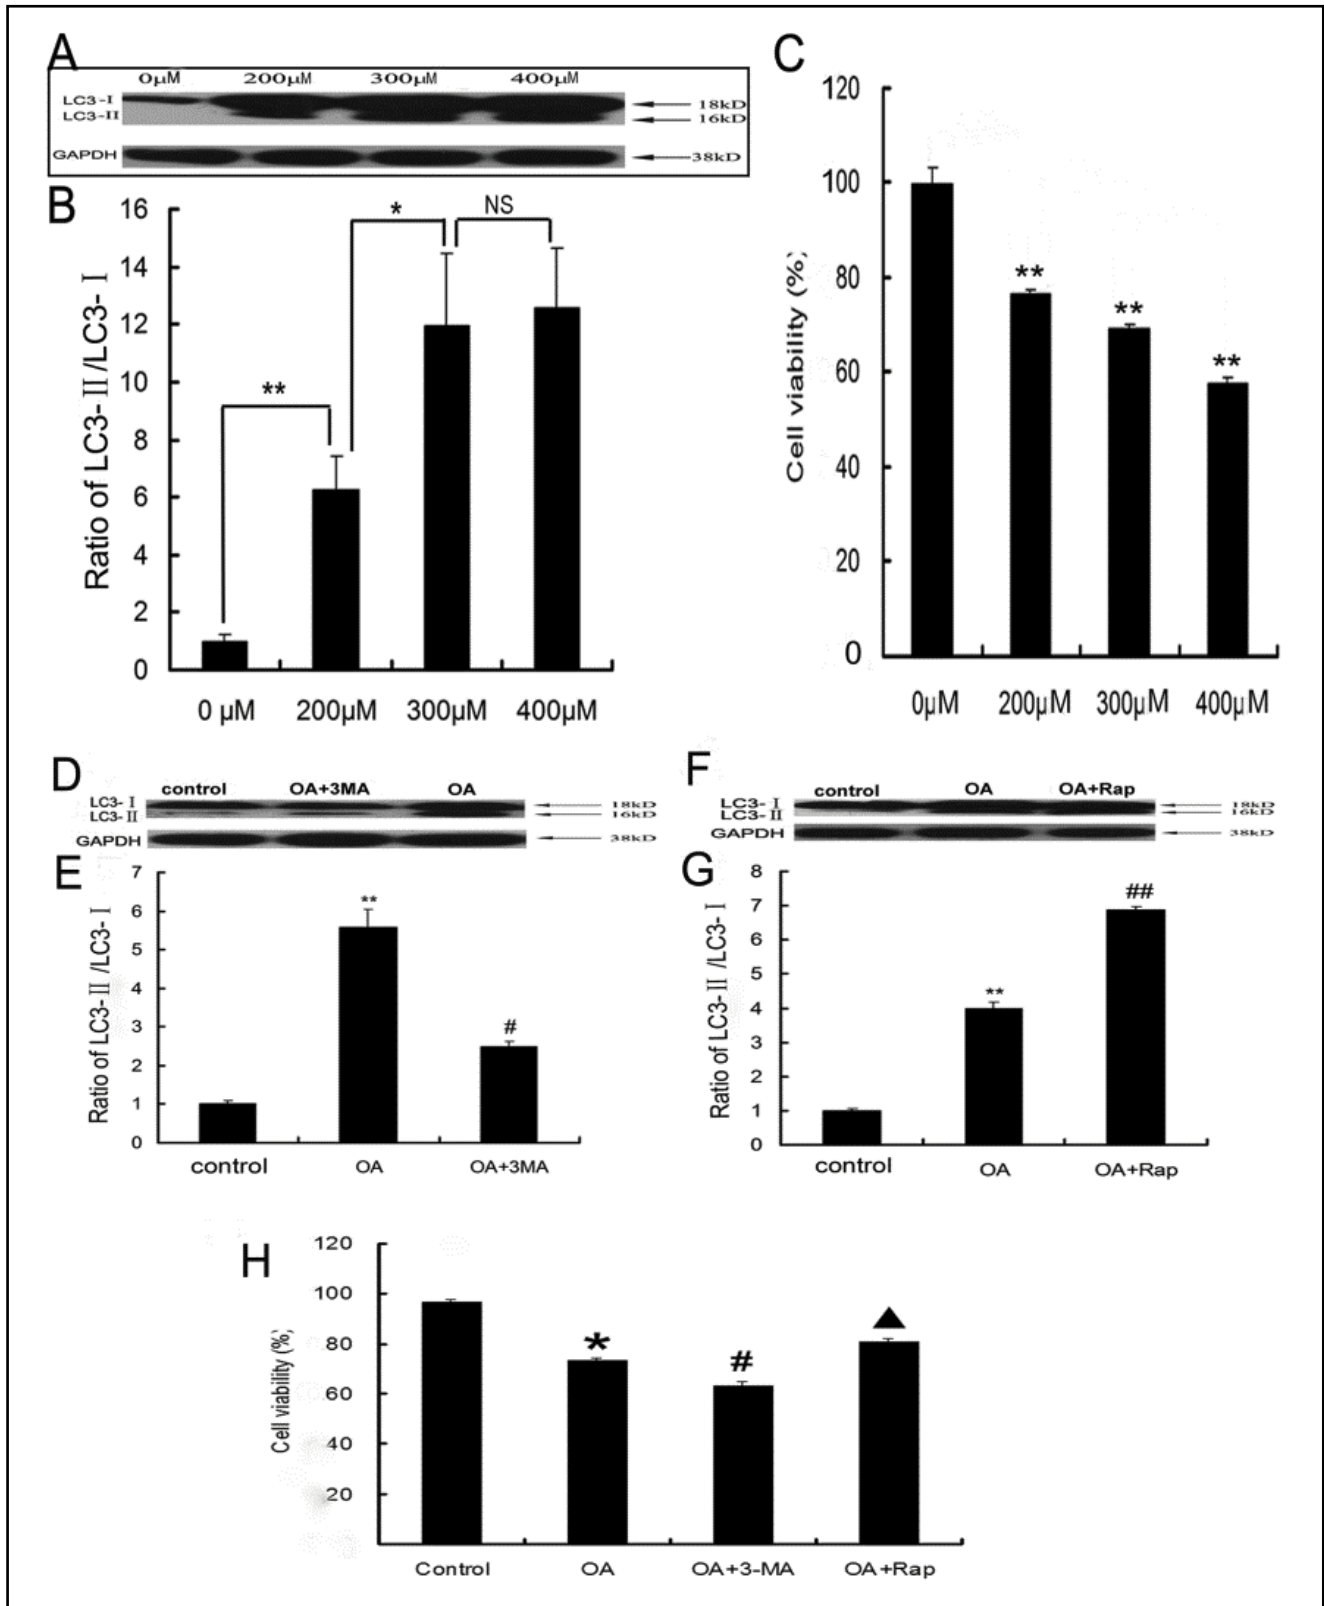 A
0µM 200µM 300µM 400µM
LC3-I
18kD
LC3-II
16kD
GAPDH
38kD
B
Ratio of LC3-Ⅱ/LC3-Ⅰ
16
14
12
10
8
6
4
2
0
**
*
NS
0 µM 200µM 300µM 400µM
C
Cell viability (%)
120
100
80
60
40
20
0
**
**
**
0µM 200µM 300µM 400µM
D
control OA+3MA OA
LC3-Ⅰ
18kD
LC3-Ⅱ
16kD
GAPDH
38kD
E
Ratio of LC3-Ⅱ/LC3-Ⅰ
7
6
5
4
3
2
1
0
**
#
control OA OA+3MA
F
control OA OA+Rap
LC3-Ⅰ
18kD
LC3-Ⅱ
16kD
GAPDH
38kD
G
Ratio of LC3-Ⅱ /LC3-Ⅰ
8
7
6
5
4
3
2
1
0
**
##
control OA OA+Rap
H
Cell viability (%)
120
100
80
60
40
20
*
#
▲
Control OA OA+3-MA OA+Rap